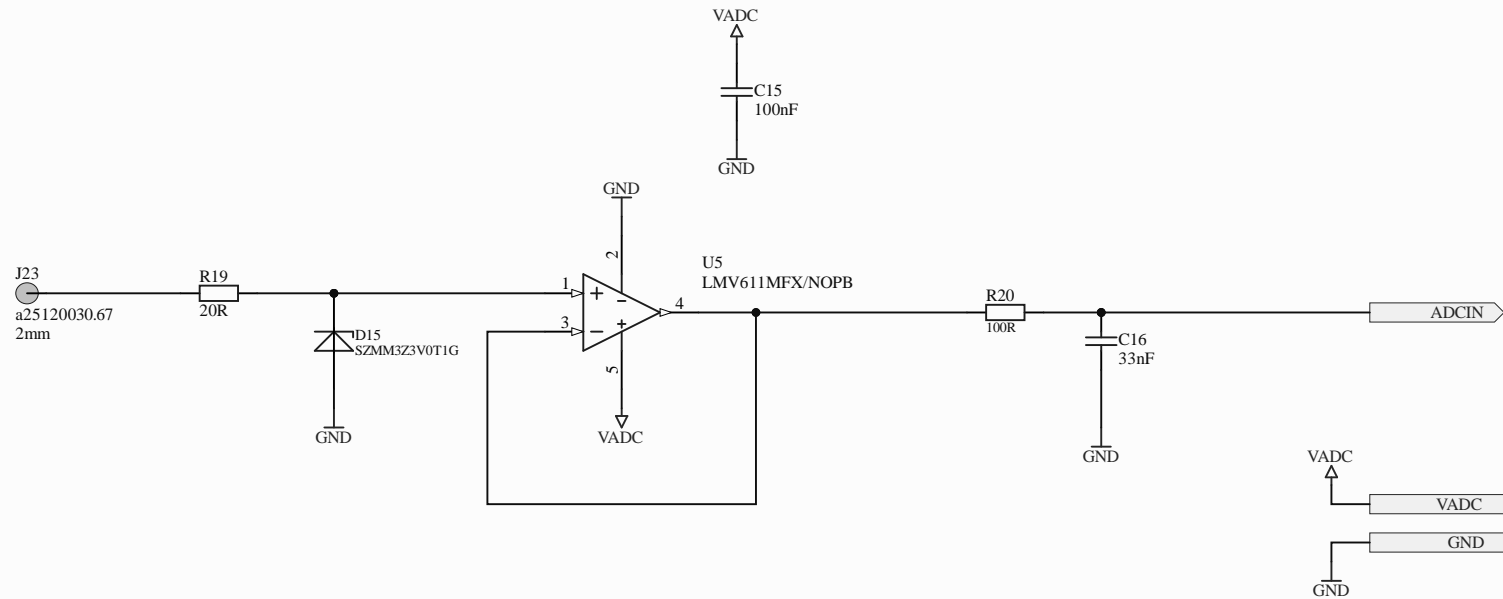 VADC
C15
100nF
GND
GND
2
U5
LMV611MFX/NOPB
J23
R19
1
4
R20
20R
3
100R
ADCIN
a25120030.67
2mm
D15
SZMM3Z3V0T1G
C16
33nF
5
GND
VADC
GND
VADC
VADC
GND
GND